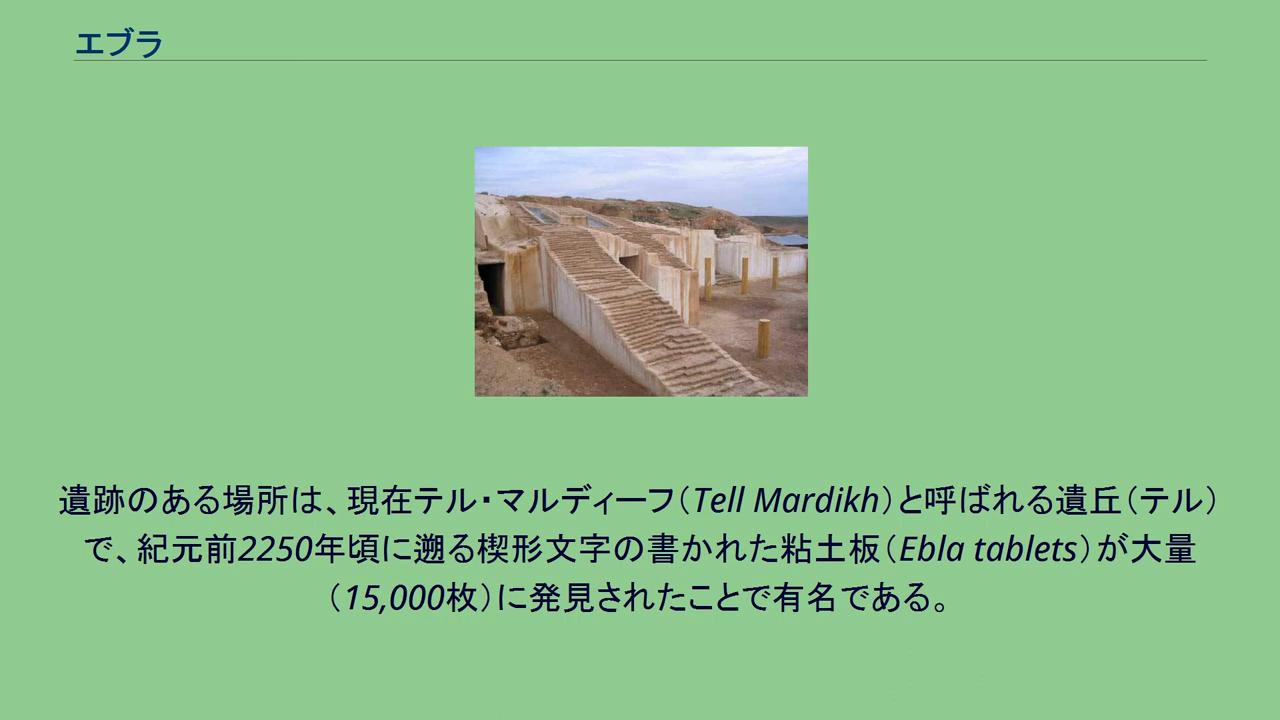 エブラ
遺跡のある場所は、現在テル・マルディーフ（Tell Mardikh）と呼ばれる遺丘（テル）
で、紀元前2250年頃に遡る楔形文字の書かれた粘土板（Ebla tablets）が大量
（15,000枚）に発見されたことで有名である。